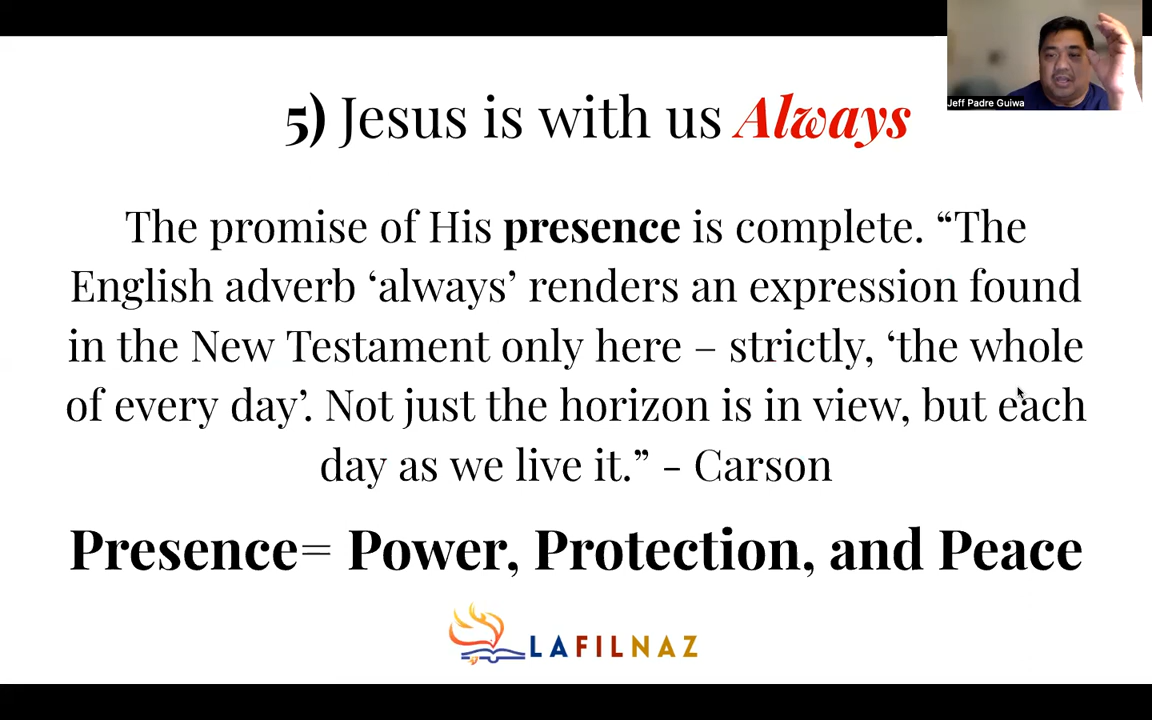 Jeff Padre Guiwa
5) Jesus is with us Always
The promise of His presence is complete. “The
English adverb ‘always’ renders an expression found
in the New Testament only here – strictly, ‘the whole
of every day’. Not just the horizon is in view, but each
day as we live it.” - Carson
Presence= Power, Protection, and Peace
LAFILNAZ